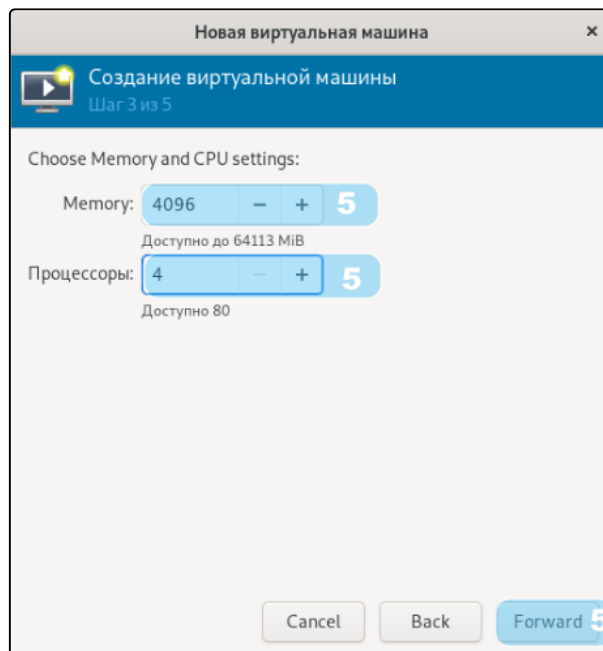 Новая виртуальная машина ×
Создание виртуальной машины
Шаг 3 из 5
Choose Memory and CPU settings:
Memory: 4096 − + 5
Доступно до 64113 MiB
Процессоры: 4 − + 5
Доступно 80
Cancel Back Forward 5